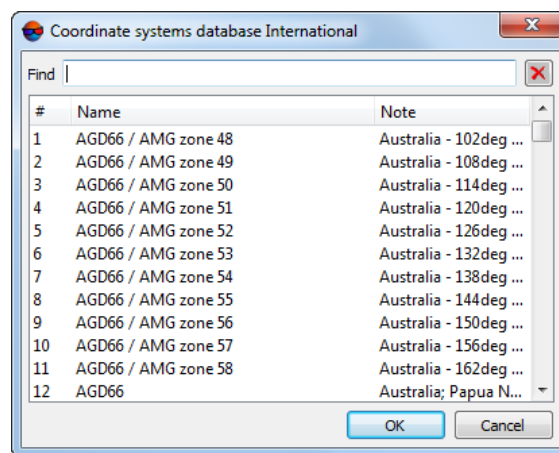 Coordinate systems database International
Find
# Name Note
1 AGD66 / AMG zone 48 Australia - 102deg ...
2 AGD66 / AMG zone 49 Australia - 108deg ...
3 AGD66 / AMG zone 50 Australia - 114deg ...
4 AGD66 / AMG zone 51 Australia - 120deg ...
5 AGD66 / AMG zone 52 Australia - 126deg ...
6 AGD66 / AMG zone 53 Australia - 132deg ...
7 AGD66 / AMG zone 54 Australia - 138deg ...
8 AGD66 / AMG zone 55 Australia - 144deg ...
9 AGD66 / AMG zone 56 Australia - 150deg ...
10 AGD66 / AMG zone 57 Australia - 156deg ...
11 AGD66 / AMG zone 58 Australia - 162deg ...
12 AGD66 Australia; Papua N...
OK Cancel